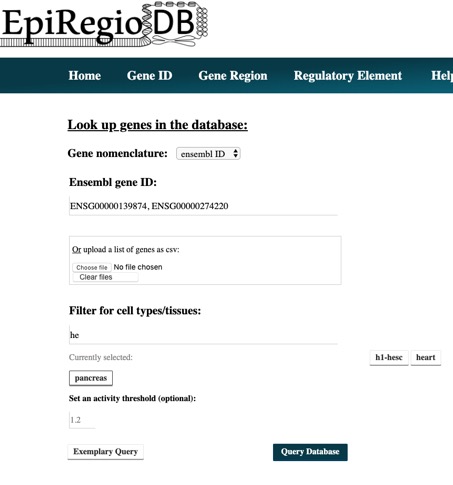 EpiRegioDB
Home Gene ID Gene Region Regulatory Element Help
Look up genes in the database:
Gene nomenclature: ensembl ID
Ensembl gene ID:
ENSG00000139874, ENSG00000274220
Or upload a list of genes as csv:
Choose file No file chosen
Clear files
Filter for cell types/tissues:
he
Currently selected: h1-hesc heart
pancreas
Set an activity threshold (optional):
1.2
Exemplary Query Query Database